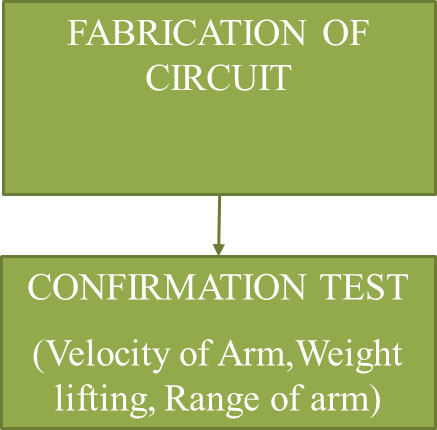 FABRICATION OF
CIRCUIT
CONFIRMATION TEST
(Velocity of Arm,Weight
lifting, Range of arm)